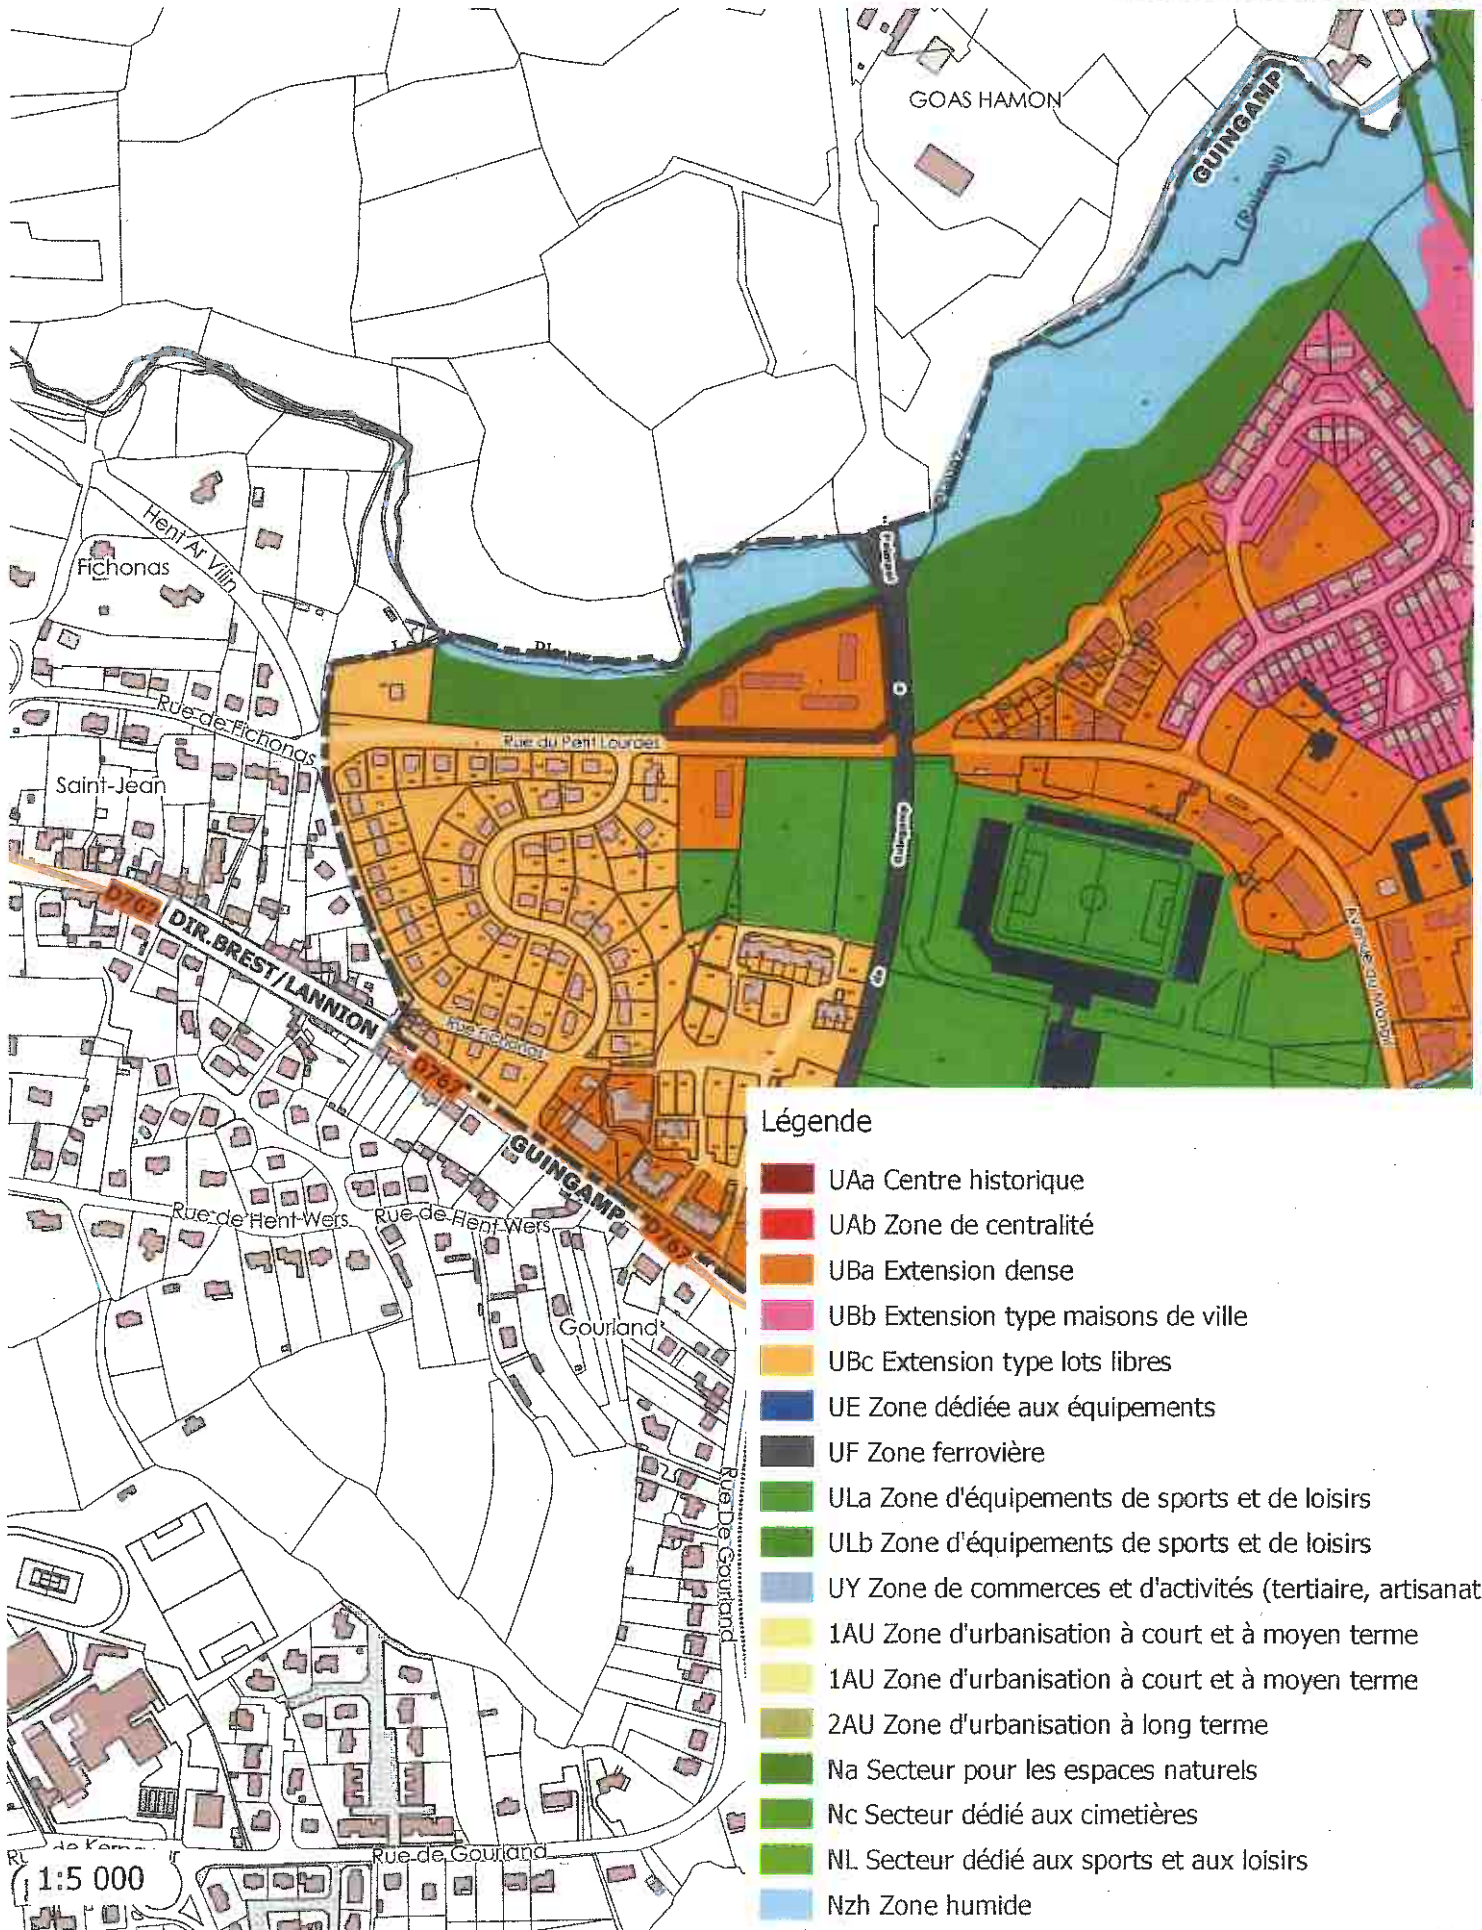 GOAS HAMON
GUINGAMP
(Ruisseau)
Hent Ar Vilin
Fichonas
Rue de Fichonas
Rue du Petit Lourdes
Saint-Jean
D767
DIR.BREST/LANNION
Rue Fichonas
D767
GUINGAMP
D767
Rue de Hent Wers
Rue de Hent Wers
Gourland
Rue De Gourland
Rue de Gourland
1:5 000
Légende
UAa Centre historique
UAb Zone de centralité
UBa Extension dense
UBb Extension type maisons de ville
UBc Extension type lots libres
UE Zone dédiée aux équipements
UF Zone ferrovière
ULa Zone d'équipements de sports et de loisirs
ULb Zone d'équipements de sports et de loisirs
UY Zone de commerces et d'activités (tertiaire, artisanat
1AU Zone d'urbanisation à court et à moyen terme
1AU Zone d'urbanisation à court et à moyen terme
2AU Zone d'urbanisation à long terme
Na Secteur pour les espaces naturels
Nc Secteur dédié aux cimetières
NL Secteur dédié aux sports et aux loisirs
Nzh Zone humide